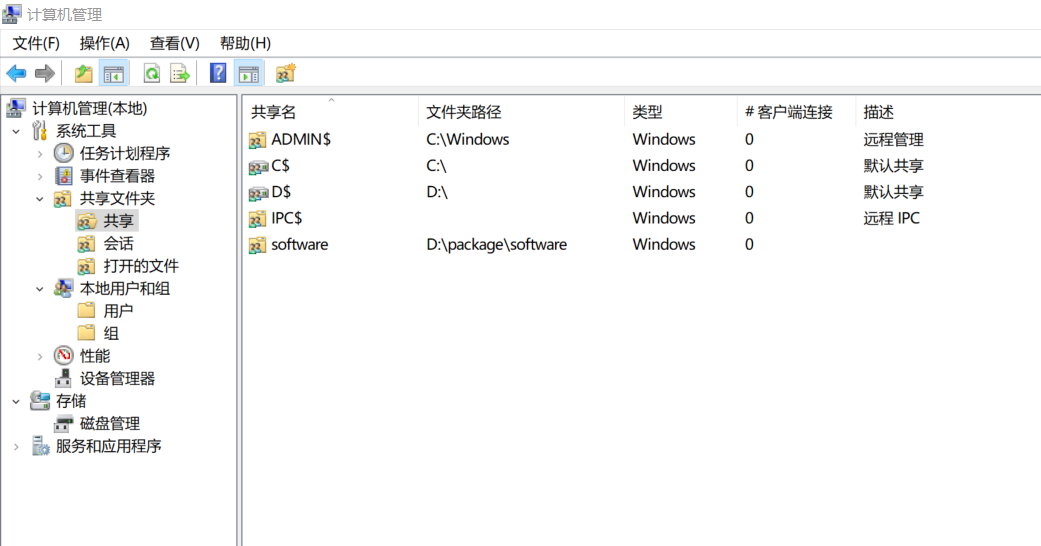 计算机管理
文件(F) 操作(A) 查看(V) 帮助(H)
计算机管理(本地)
系统工具
任务计划程序
事件查看器
共享文件夹
共享
会话
打开的文件
本地用户和组
用户
组
性能
设备管理器
存储
磁盘管理
服务和应用程序
共享名 文件夹路径 类型 # 客户端连接 描述
ADMIN$ C:\Windows Windows 0 远程管理
C$ C:\ Windows 0 默认共享
D$ D:\ Windows 0 默认共享
IPC$ Windows 0 远程 IPC
software D:\package\software Windows 0